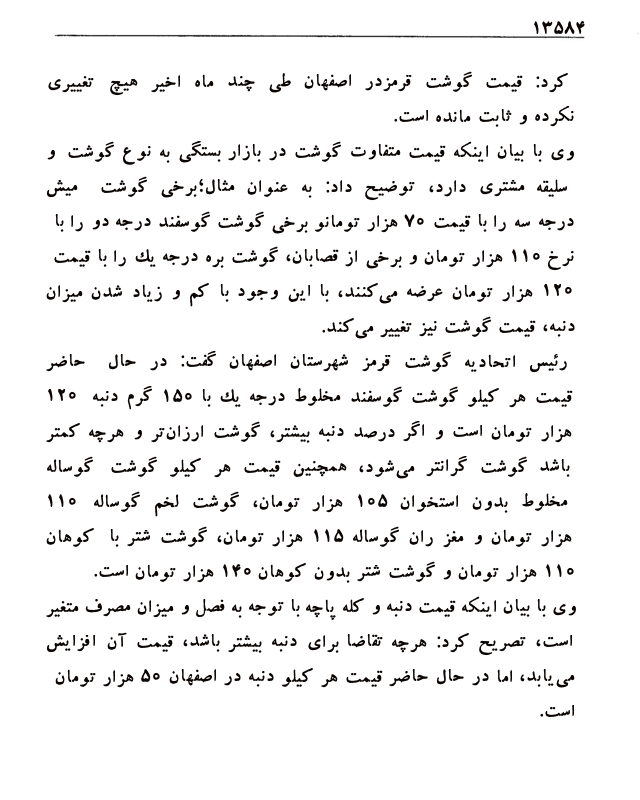 ۱۳۵۸۴
کرد: قیمت گوشت قرمزدر اصفهان طی چند ماه اخیر هیچ تغییری
نکرده و ثابت مانده است.
وی با بیان اینکه قیمت متفاوت گوشت در بازار بستگی به نوع گوشت و
سلیقه مشتری دارد، توضیح داد: به عنوان مثال؛برخی گوشت میش
درجه سه را با قیمت ۷۰ هزار تومانو برخی گوشت گوسفند درجه دو را با
نرخ ۱۱۰ هزار تومان و برخی از قصابان، گوشت بره درجه یك را با قیمت
۱۲۰ هزار تومان عرضه می‌کنند، با این وجود با کم و زیاد شدن میزان
دنبه، قیمت گوشت نیز تغییر می‌کند.
رئیس اتحادیه گوشت قرمز شهرستان اصفهان گفت: در حال حاضر
قیمت هر کیلو گوشت گوسفند مخلوط درجه یك با ۱۵۰ گرم دنبه ۱۲۰
هزار تومان است و اگر درصد دنبه بیشتر، گوشت ارزان‌تر و هرچه کمتر
باشد گوشت گرانتر می‌شود، همچنین قیمت هر کیلو گوشت گوساله
مخلوط بدون استخوان ۱۰۵ هزار تومان، گوشت لخم گوساله ۱۱۰
هزار تومان و مغز ران گوساله ۱۱۵ هزار تومان، گوشت شتر با کوهان
۱۱۰ هزار تومان و گوشت شتر بدون کوهان ۱۴۰ هزار تومان است.
وی با بیان اینکه قیمت دنبه و کله پاچه با توجه به فصل و میزان مصرف متغیر
است، تصریح کرد: هرچه تقاضا برای دنبه بیشتر باشد، قیمت آن افزایش
می‌یابد، اما در حال حاضر قیمت هر کیلو دنبه در اصفهان ۵۰ هزار تومان
است.